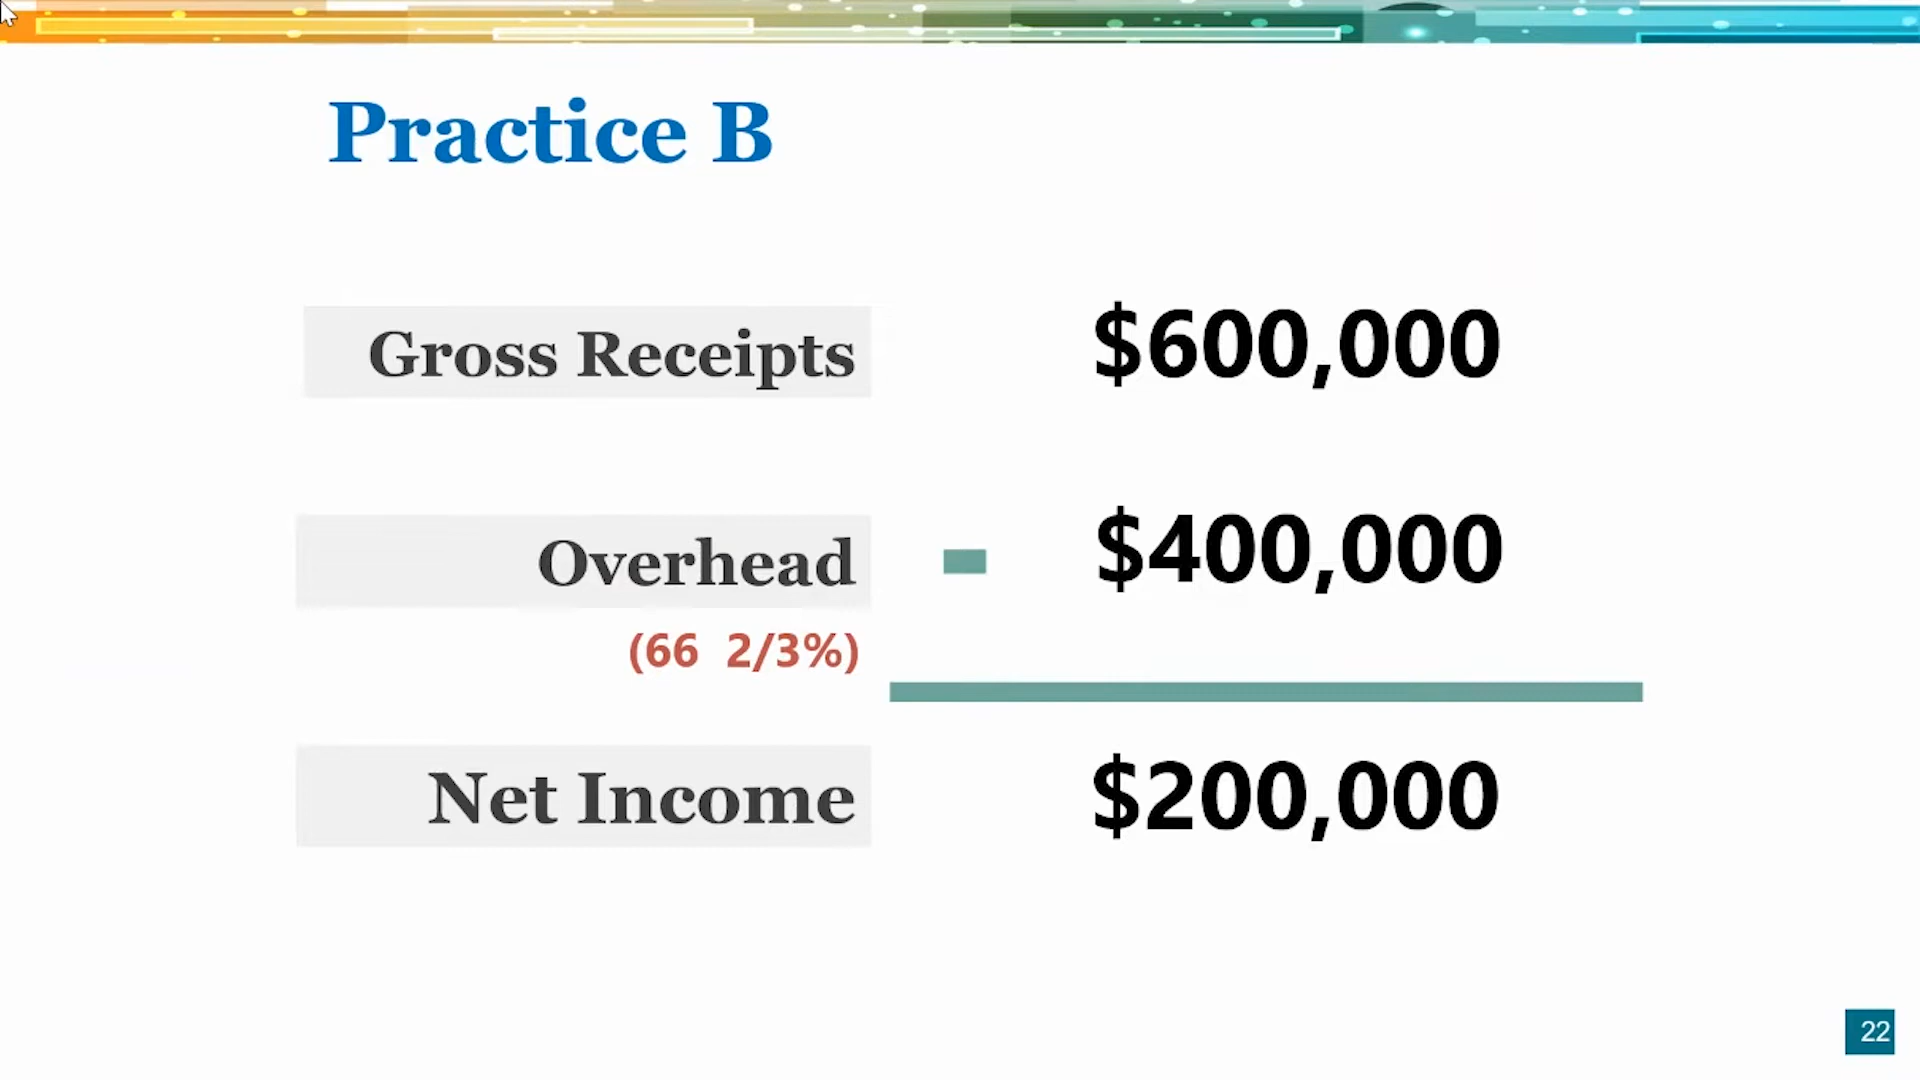 Practice B
Gross Receipts $600,000
Overhead - $400,000
(66 2/3%)
Net Income $200,000
22